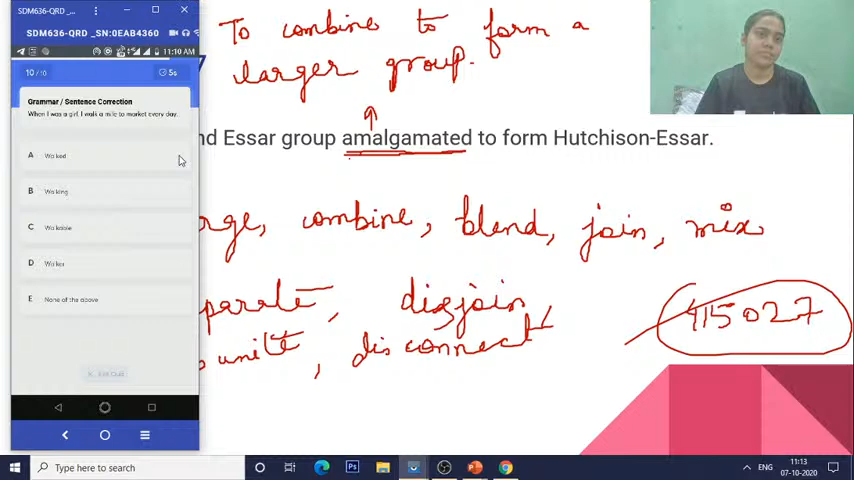 SDM636-QRD _SN:0EAB4360
SDM636-QRD _SN:0EAB4360
11:10 AM
10/10
5s
Grammar / Sentence Correction
When I was a girl, I walk a mile to market every day.
A Walked
B Walking
C Walkable
D Walker
E None of the above
To combine to form a
larger group.
nd Essar group amalgamated to form Hutchison-Essar.
rge, combine, blend, join, mix
parate, disjoin,
unite, disconnect
415027
Type here to search
ENG
11:13
07-10-2020